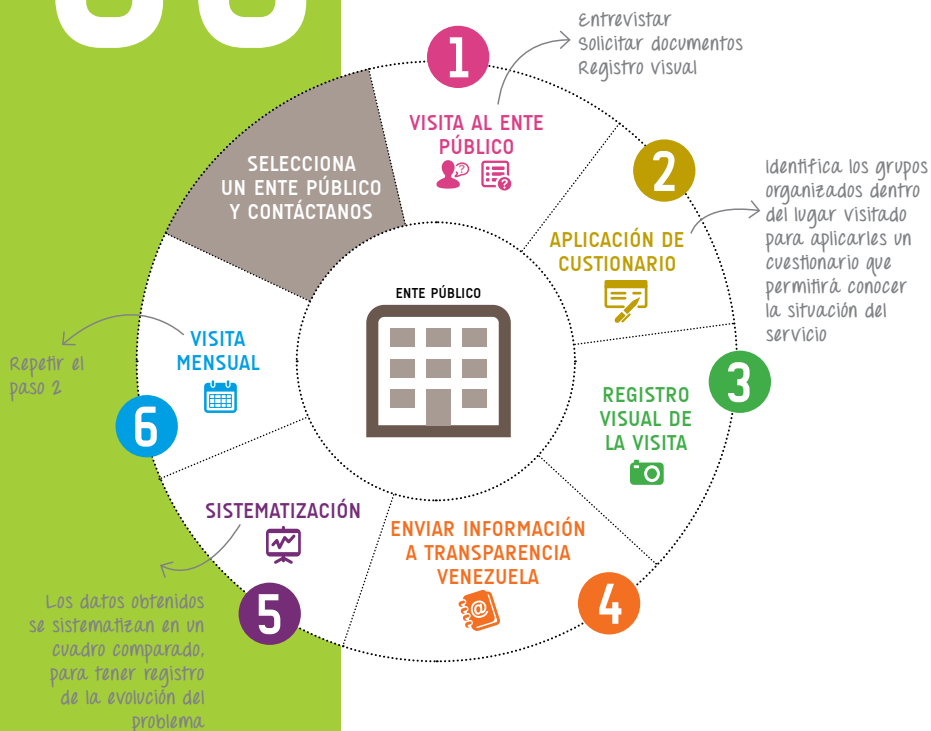 SELECCIONA
UN ENTE PÚBLICO
Y CONTÁCTANOS
1
VISITA AL ENTE
PÚBLICO
Entrevistar
Solicitar documentos
Registro visual
2
APLICACIÓN DE
CUSTIONARIO
Identifica los grupos
organizados dentro
del lugar visitado
para aplicarles un
cuestionario que
permitirá conocer
la situación del
servicio
3
REGISTRO
VISUAL DE
LA VISITA
4
ENVIAR INFORMACIÓN
A TRANSPARENCIA
VENEZUELA
@
5
SISTEMATIZACIÓN
Los datos obtenidos
se sistematizan en un
cuadro comparado,
para tener registro
de la evolución del
problema
6
VISITA
MENSUAL
Repetir el
paso 2
ENTE PÚBLICO